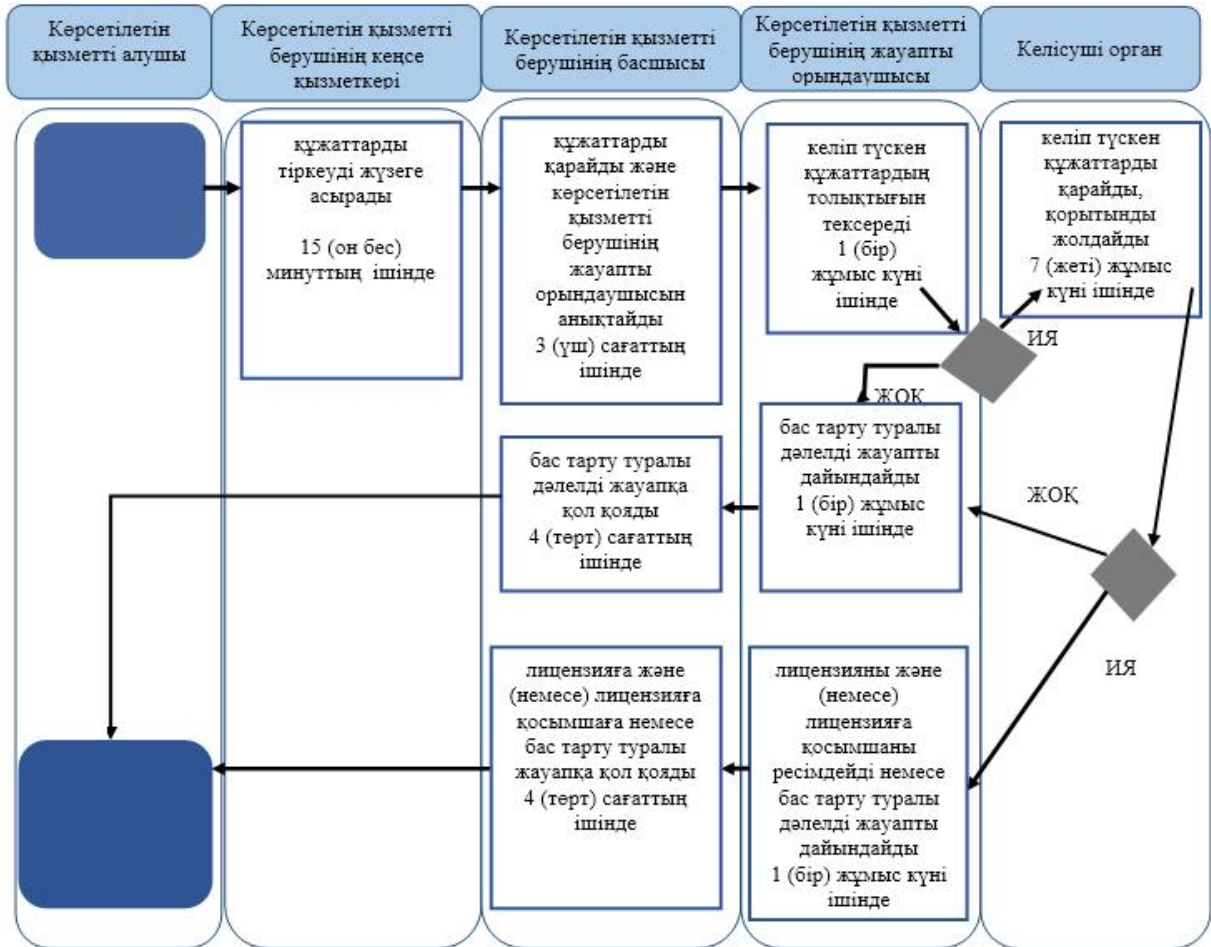 Көрсетілетін
қызметті алушы
Көрсетілетін қызметті
берушінің кеңсе
қызметкері
Көрсетілетін қызметті
берушінің басшысы
Көрсетілетін қызметті
берушінің жауапты
орындаушысы
Келісуші орган
құжаттарды
тіркеуді жүзеге
асырады
15 (он бес)
минуттың ішінде
құжаттарды
қарайды және
көрсетілетін
қызметті
берушінің
жауапты
орындаушысын
анықтайды
3 (үш) сағаттың
ішінде
келіп түскен
құжаттардың
толықтығын
тексереді
1 (бір)
жұмыс күні
ішінде
келіп түскен
құжаттарды
қарайды,
қорытынды
жолдайды
7 (жеті) жұмыс
күні ішінде
ИЯ
ЖОҚ
бас тарту туралы
дәлелді жауапты
дайындайды
1 (бір) жұмыс
күні ішінде
бас тарту туралы
дәлелді жауапқа
қол қояды
4 (төрт) сағаттың
ішінде
ЖОҚ
ИЯ
лицензияға және
(немесе) лицензияға
қосымшаға немесе
бас тарту туралы
жауапқа қол қояды
4 (төрт) сағаттың
ішінде
лицензияны және
(немесе)
лицензияға
қосымшаны
ресімдейді немесе
бас тарту туралы
дәлелді жауапты
дайындайды
1 (бір) жұмыс күні
ішінде